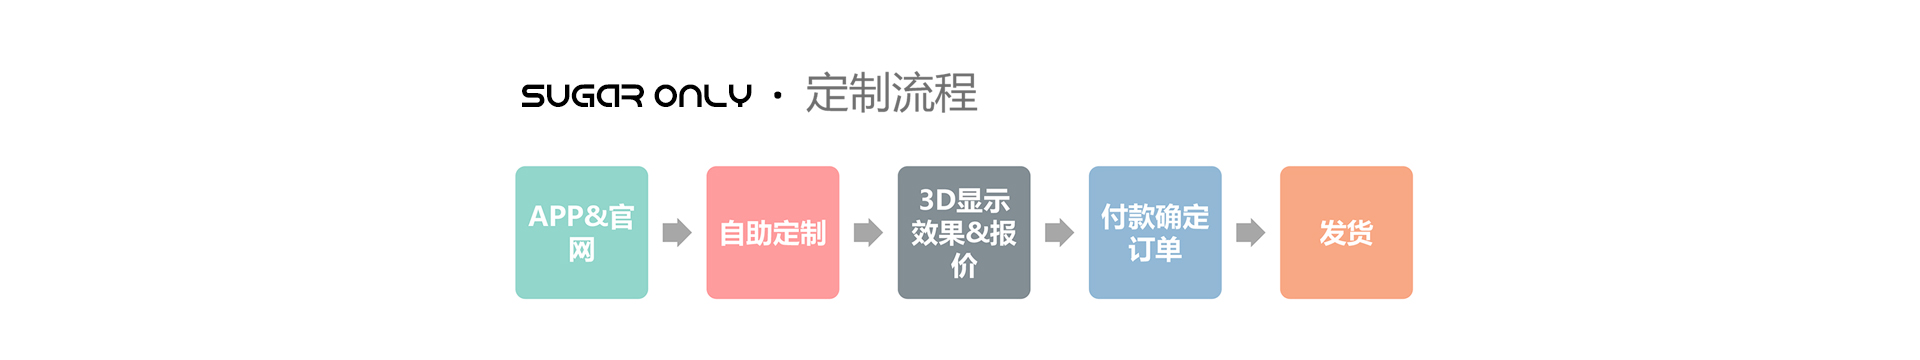 SUGAR ONLY · 定制流程
APP&官
网
自助定制
3D显示
效果&报
价
付款确定
订单
发货